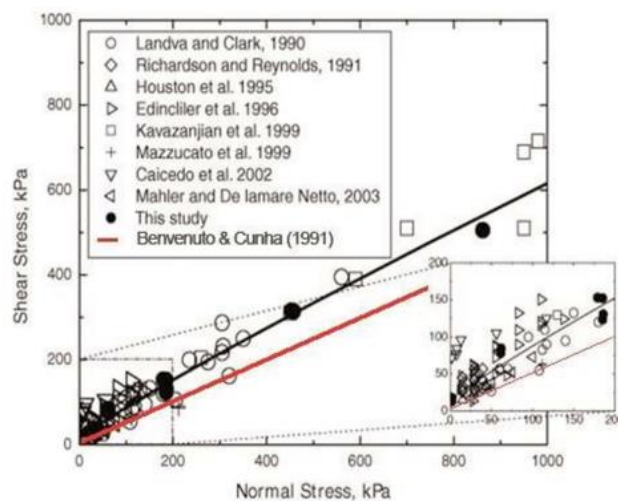 1000
800
600
400
200
0
Shear Stress, kPa
Landva and Clark, 1990
Richardson and Reynolds, 1991
Houston et al. 1995
Edincliler et al. 1996
Kavazanjian et al. 1999
Mazzucato et al. 1999
Caicedo et al. 2002
Mahler and De lamare Netto, 2003
This study
Benvenuto & Cunha (1991)
200
150
100
50
0
0 50 100 150 200
0 200 400 600 800 1000
Normal Stress, kPa